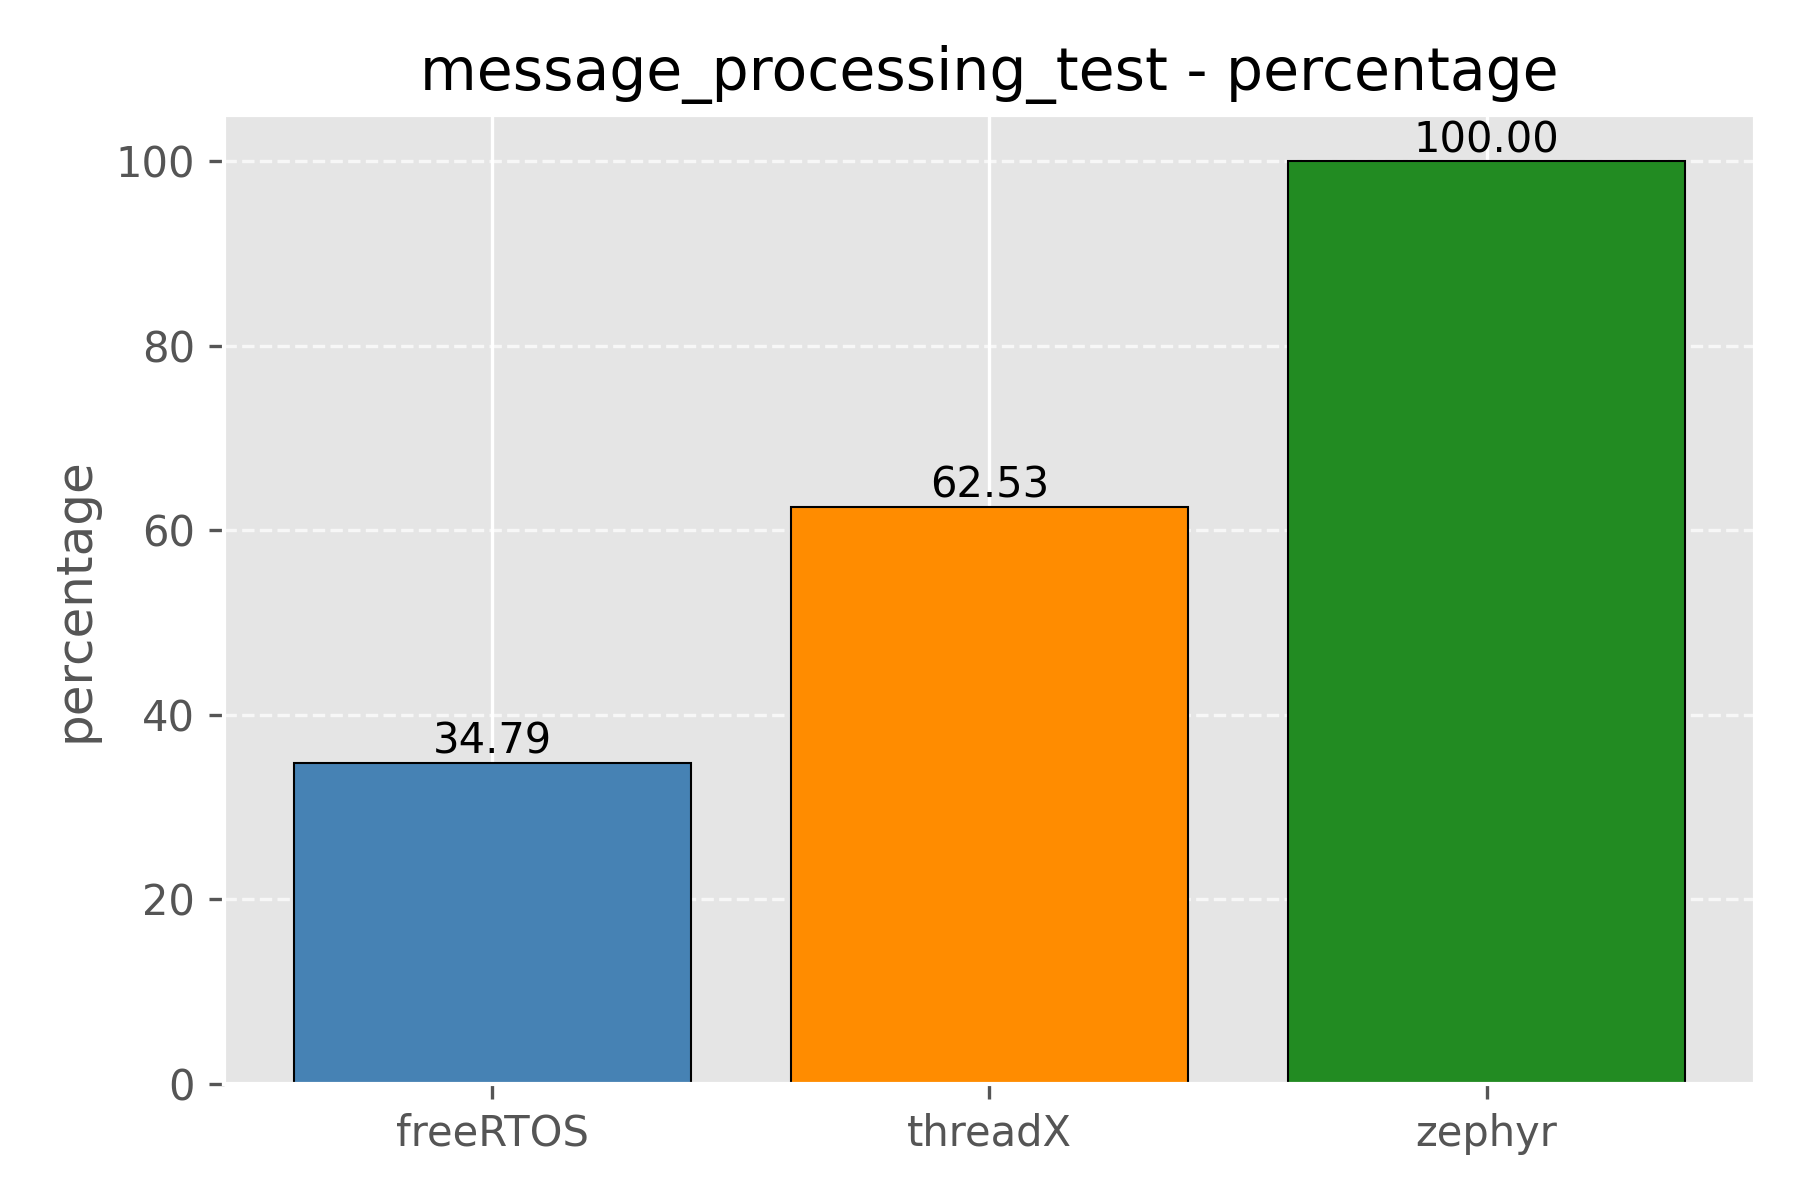 message_processing_test - percentage
100.00
100
80
62.53
60
percentage
40
34.79
20
0
freeRTOS
threadX
zephyr